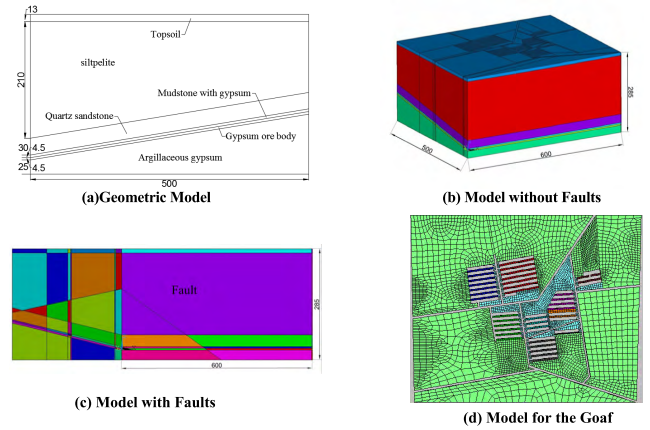 13
Topsoil
210
siltpelite
Mudstone with gypsum
Quartz sandstone
Gypsum ore body
30 4.5
25 4.5
Argillaceous gypsum
500
(a)Geometric Model
285
500
600
(b) Model without Faults
Fault
285
600
(c) Model with Faults
(d) Model for the Goaf